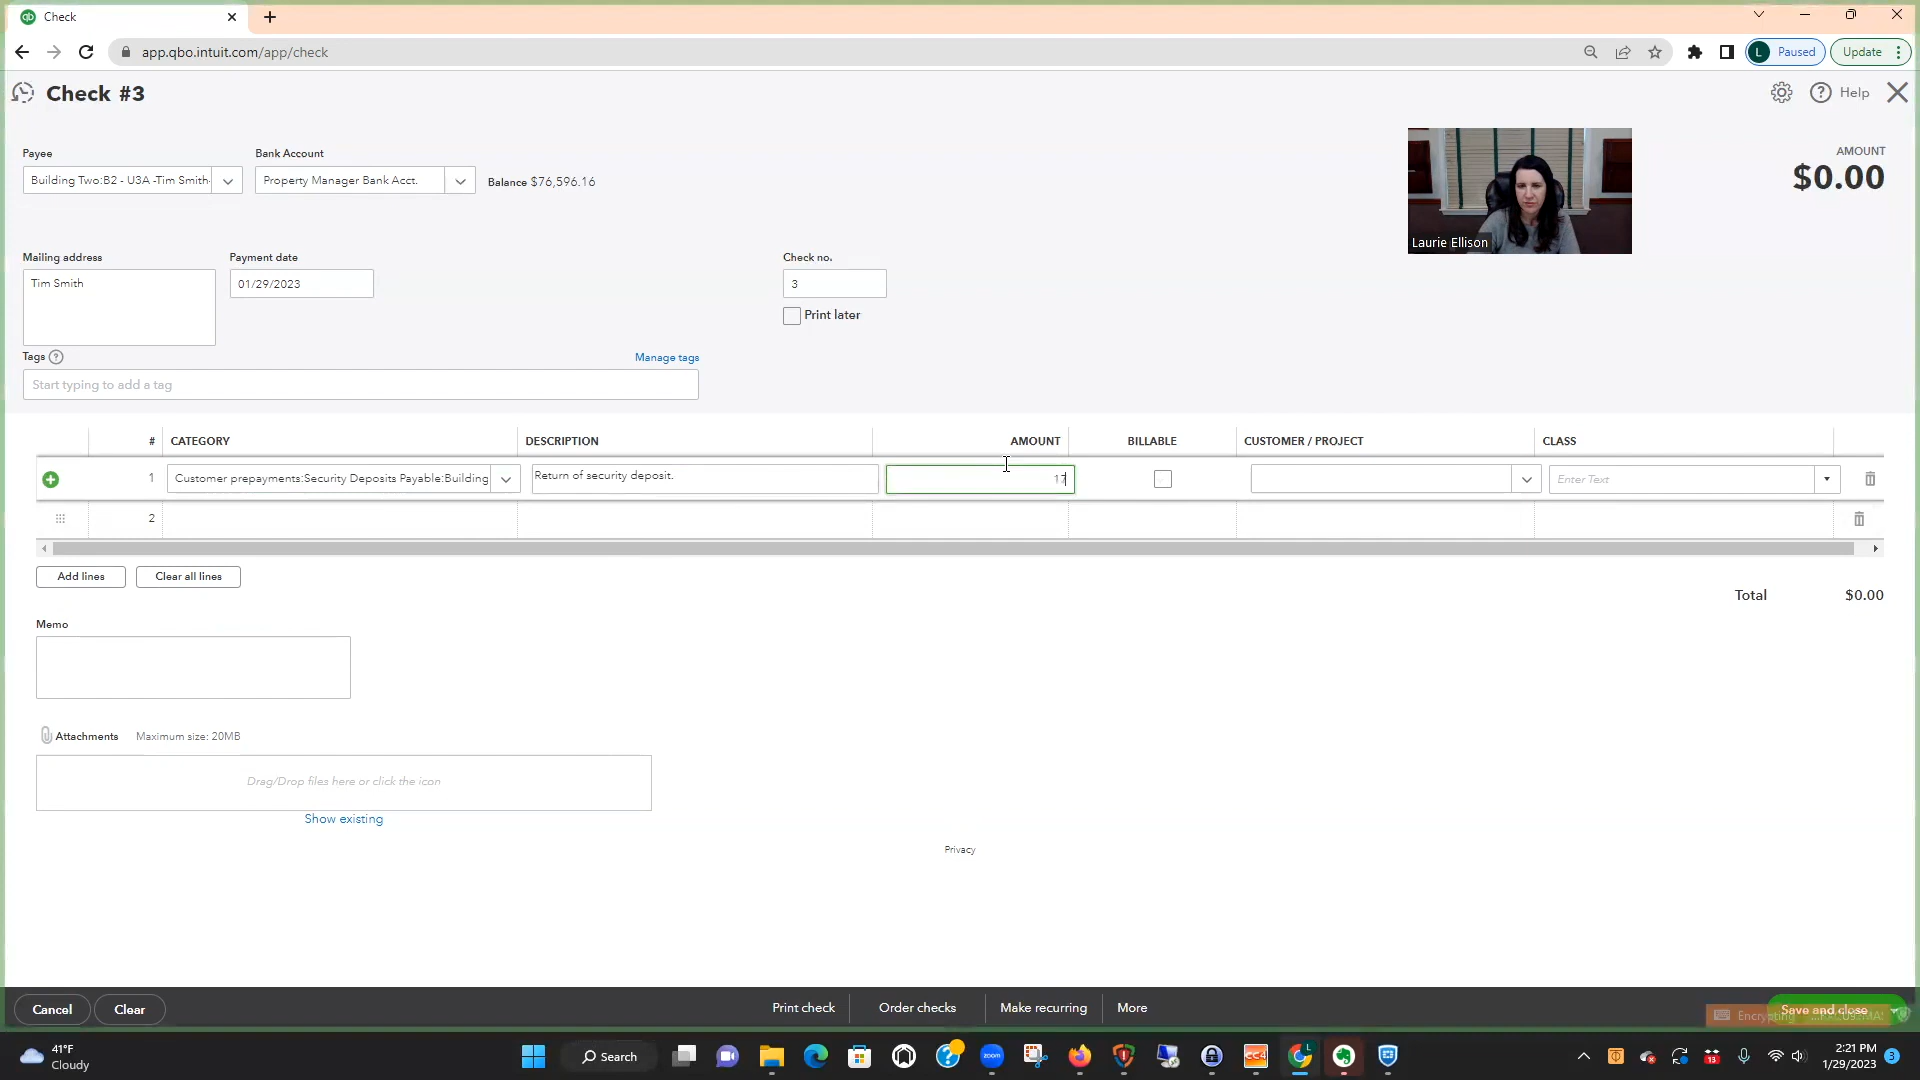 Check
app.qbo.intuit.com/app/check
L Paused
Update
Check #3
Help
Payee
Bank Account
Building Two:B2 - U3A -Tim Smith-
Property Manager Bank Acct.
Balance $76,596.16
AMOUNT
$0.00
Laurie Ellison
Mailing address
Payment date
Check no.
Tim Smith
01/29/2023
3
Print later
Tags ?
Manage tags
Start typing to add a tag
# CATEGORY DESCRIPTION AMOUNT BILLABLE CUSTOMER / PROJECT CLASS
1 Customer prepayments:Security Deposits Payable:Building Return of security deposit. 17 Enter Text
2
Add lines
Clear all lines
Total $0.00
Memo
Attachments Maximum size: 20MB
Drag/Drop files here or click the icon
Show existing
Privacy
Cancel
Clear
Print check
Order checks
Make recurring
More
Save and close
41°F
Cloudy
Search
zoom
CC4
2:21 PM
1/29/2023
3